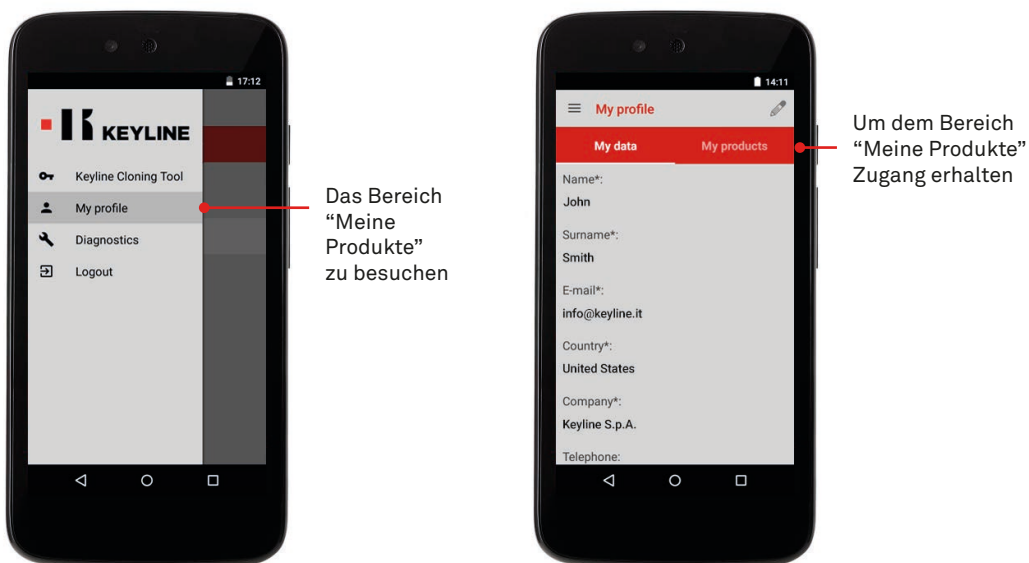 17:12
KEYLINE
Keyline Cloning Tool
My profile
Diagnostics
Logout
Das Bereich
“Meine
Produkte”
zu besuchen
14:11
My profile
My data
My products
Name*:
John
Surname*:
Smith
E-mail*:
info@keyline.it
Country*:
United States
Company*:
Keyline S.p.A.
Telephone:
Um dem Bereich
“Meine Produkte”
Zugang erhalten